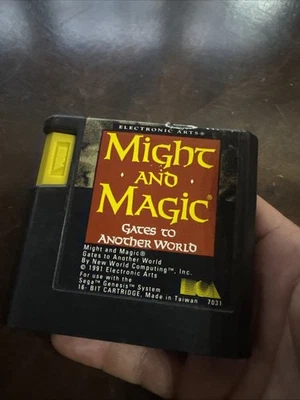 ELECTRONIC ARTS®
MIGHT
AND
MAGIC®
GATES TO
ANOTHER WORLD
Might and Magic®
Gates to Another World
By New World Computing™, Inc.
© 1991 Electronic Arts
For use with the
Sega™ Genesis™ System
16-BIT CARTRIDGE, Made in Taiwan
7031